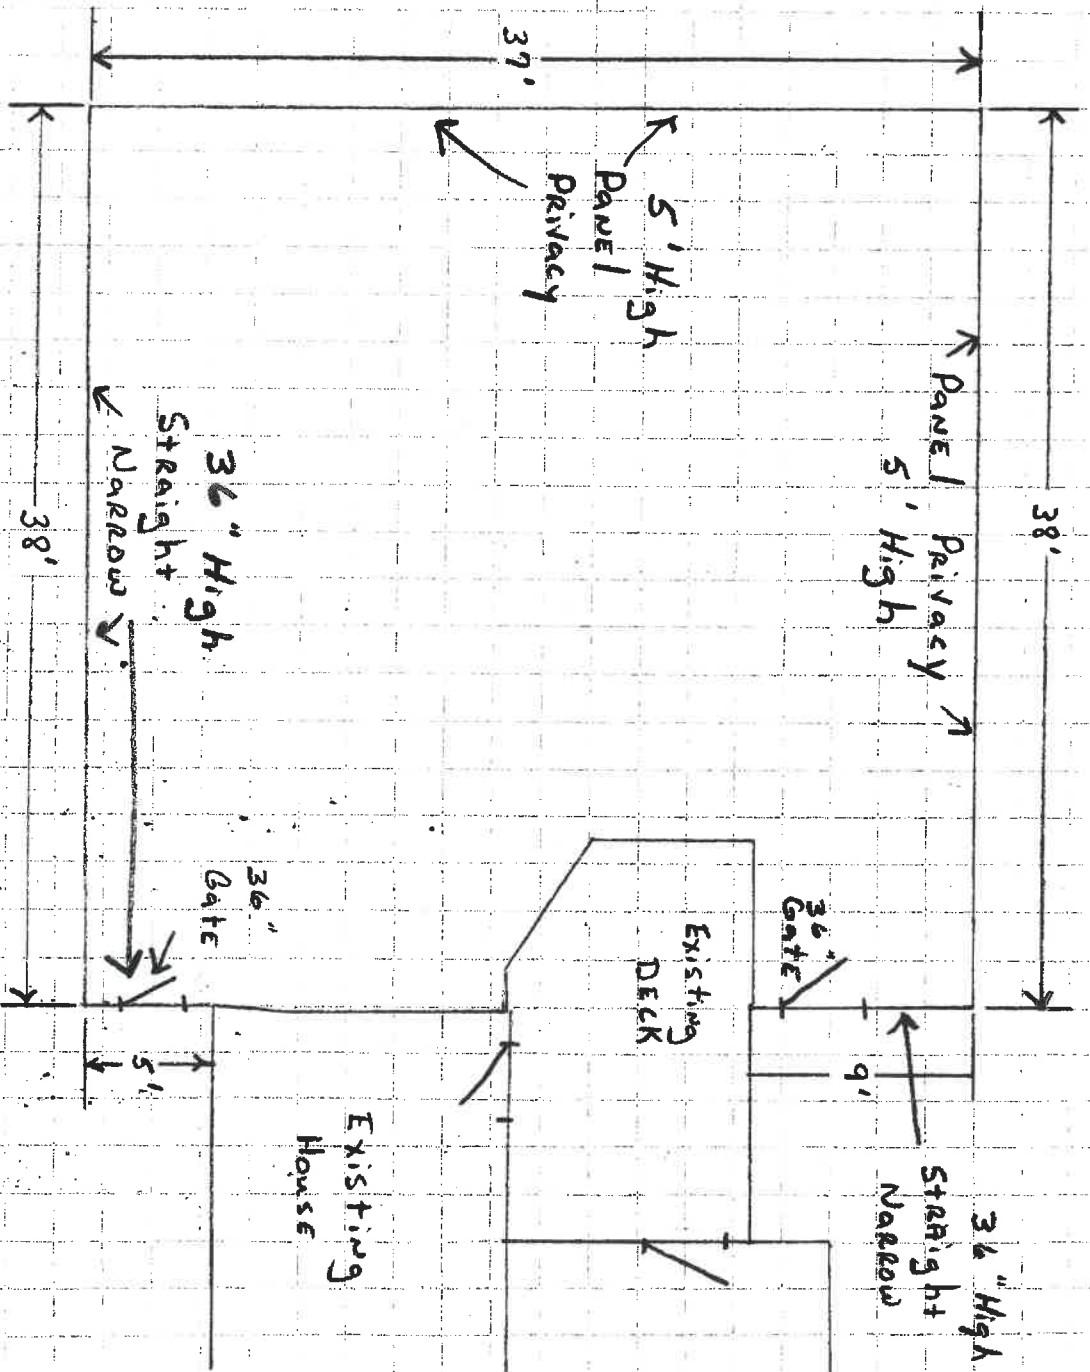 38'
Panel Privacy
5' High
36" High
Straight
Narrow
9'
36"
Gate
Existing
Deck
5' High
Panel
Privacy
37'
Existing
House
36"
Gate
36" High
Straight
Narrow
5'
38'